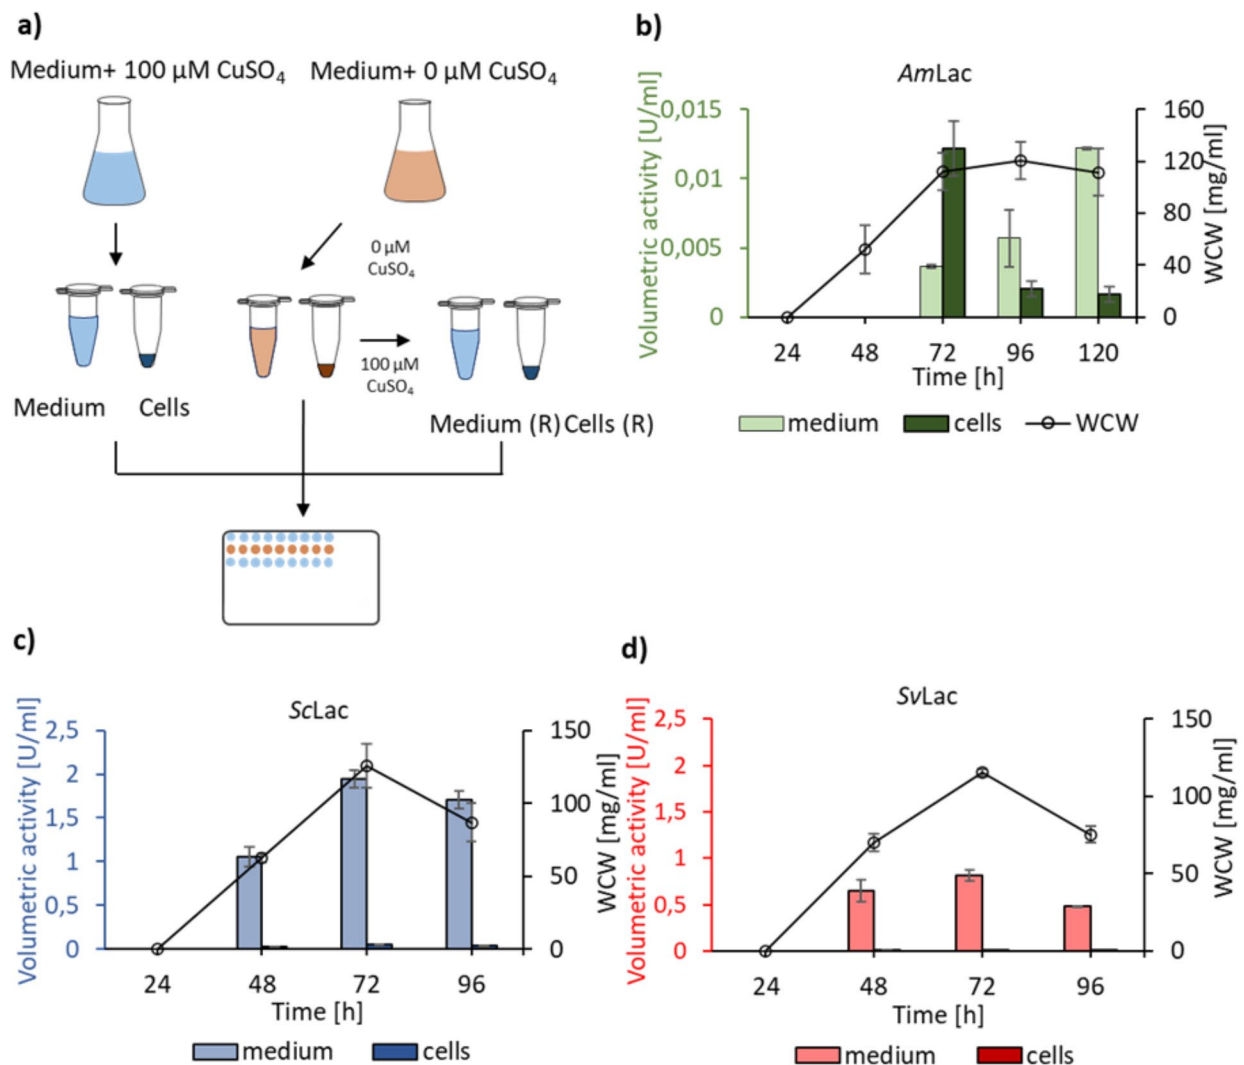 a)
Medium+ 100 µM CuSO₄
Medium+ 0 µM CuSO₄
0 µM
CuSO₄
100 µM
CuSO₄
Medium
Cells
Medium (R) Cells (R)
b)
AmLac
Volumetric activity [U/ml]
0,015
0,01
0,005
0
160
120
80
40
0
WCW [mg/ml]
24 48 72 96 120
Time [h]
medium cells WCW
c)
ScLac
Volumetric activity [U/ml]
2,5
2
1,5
1
0,5
0
150
100
50
0
WCW [mg/ml]
24 48 72 96
Time [h]
medium cells
d)
SvLac
Volumetric activity [U/ml]
2,5
2
1,5
1
0,5
0
150
100
50
0
WCW [mg/ml]
24 48 72 96
Time [h]
medium cells